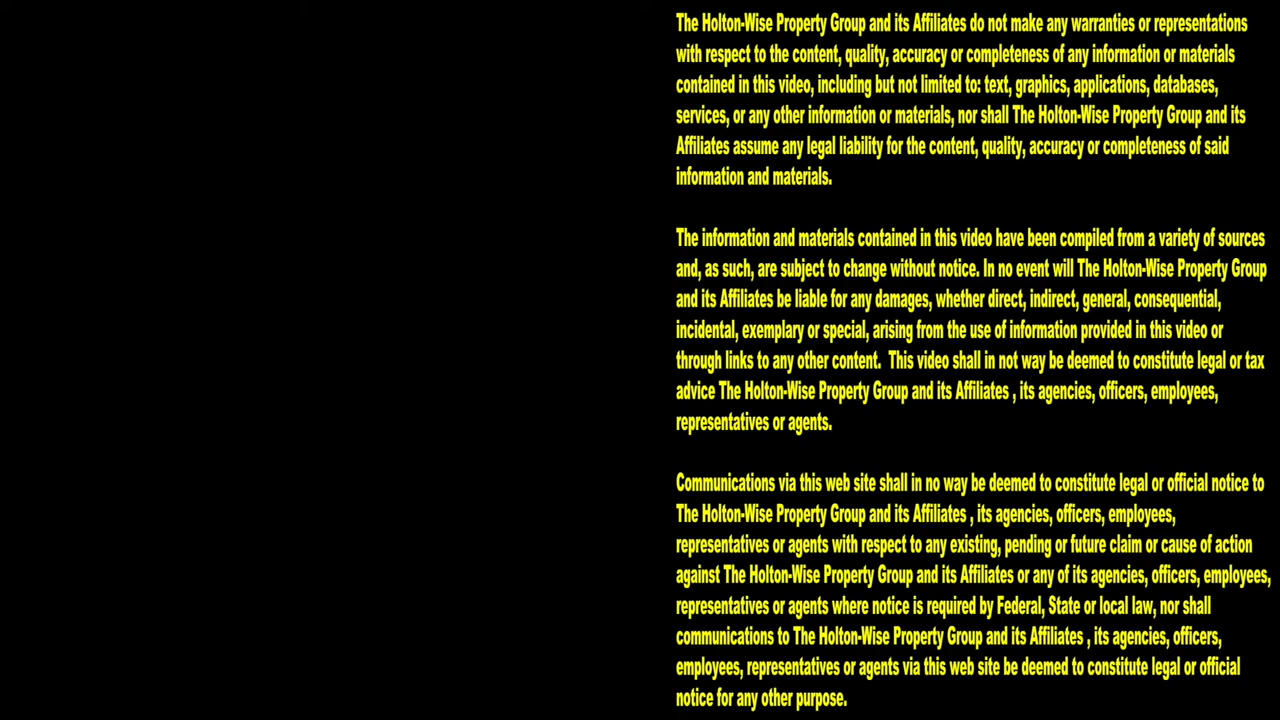 The Holton-Wise Property Group and its Affiliates do not make any warranties or representations
with respect to the content, quality, accuracy or completeness of any information or materials
contained in this video, including but not limited to: text, graphics, applications, databases,
services, or any other information or materials, nor shall The Holton-Wise Property Group and its
Affiliates assume any legal liability for the content, quality, accuracy or completeness of said
information and materials.
The information and materials contained in this video have been compiled from a variety of sources
and, as such, are subject to change without notice. In no event will The Holton-Wise Property Group
and its Affiliates be liable for any damages, whether direct, indirect, general, consequential,
incidental, exemplary or special, arising from the use of information provided in this video or
through links to any other content.  This video shall in not way be deemed to constitute legal or tax
advice The Holton-Wise Property Group and its Affiliates , its agencies, officers, employees,
representatives or agents.
Communications via this web site shall in no way be deemed to constitute legal or official notice to
The Holton-Wise Property Group and its Affiliates , its agencies, officers, employees,
representatives or agents with respect to any existing, pending or future claim or cause of action
against The Holton-Wise Property Group and its Affiliates or any of its agencies, officers, employees,
representatives or agents where notice is required by Federal, State or local law, nor shall
communications to The Holton-Wise Property Group and its Affiliates , its agencies, officers,
employees, representatives or agents via this web site be deemed to constitute legal or official
notice for any other purpose.